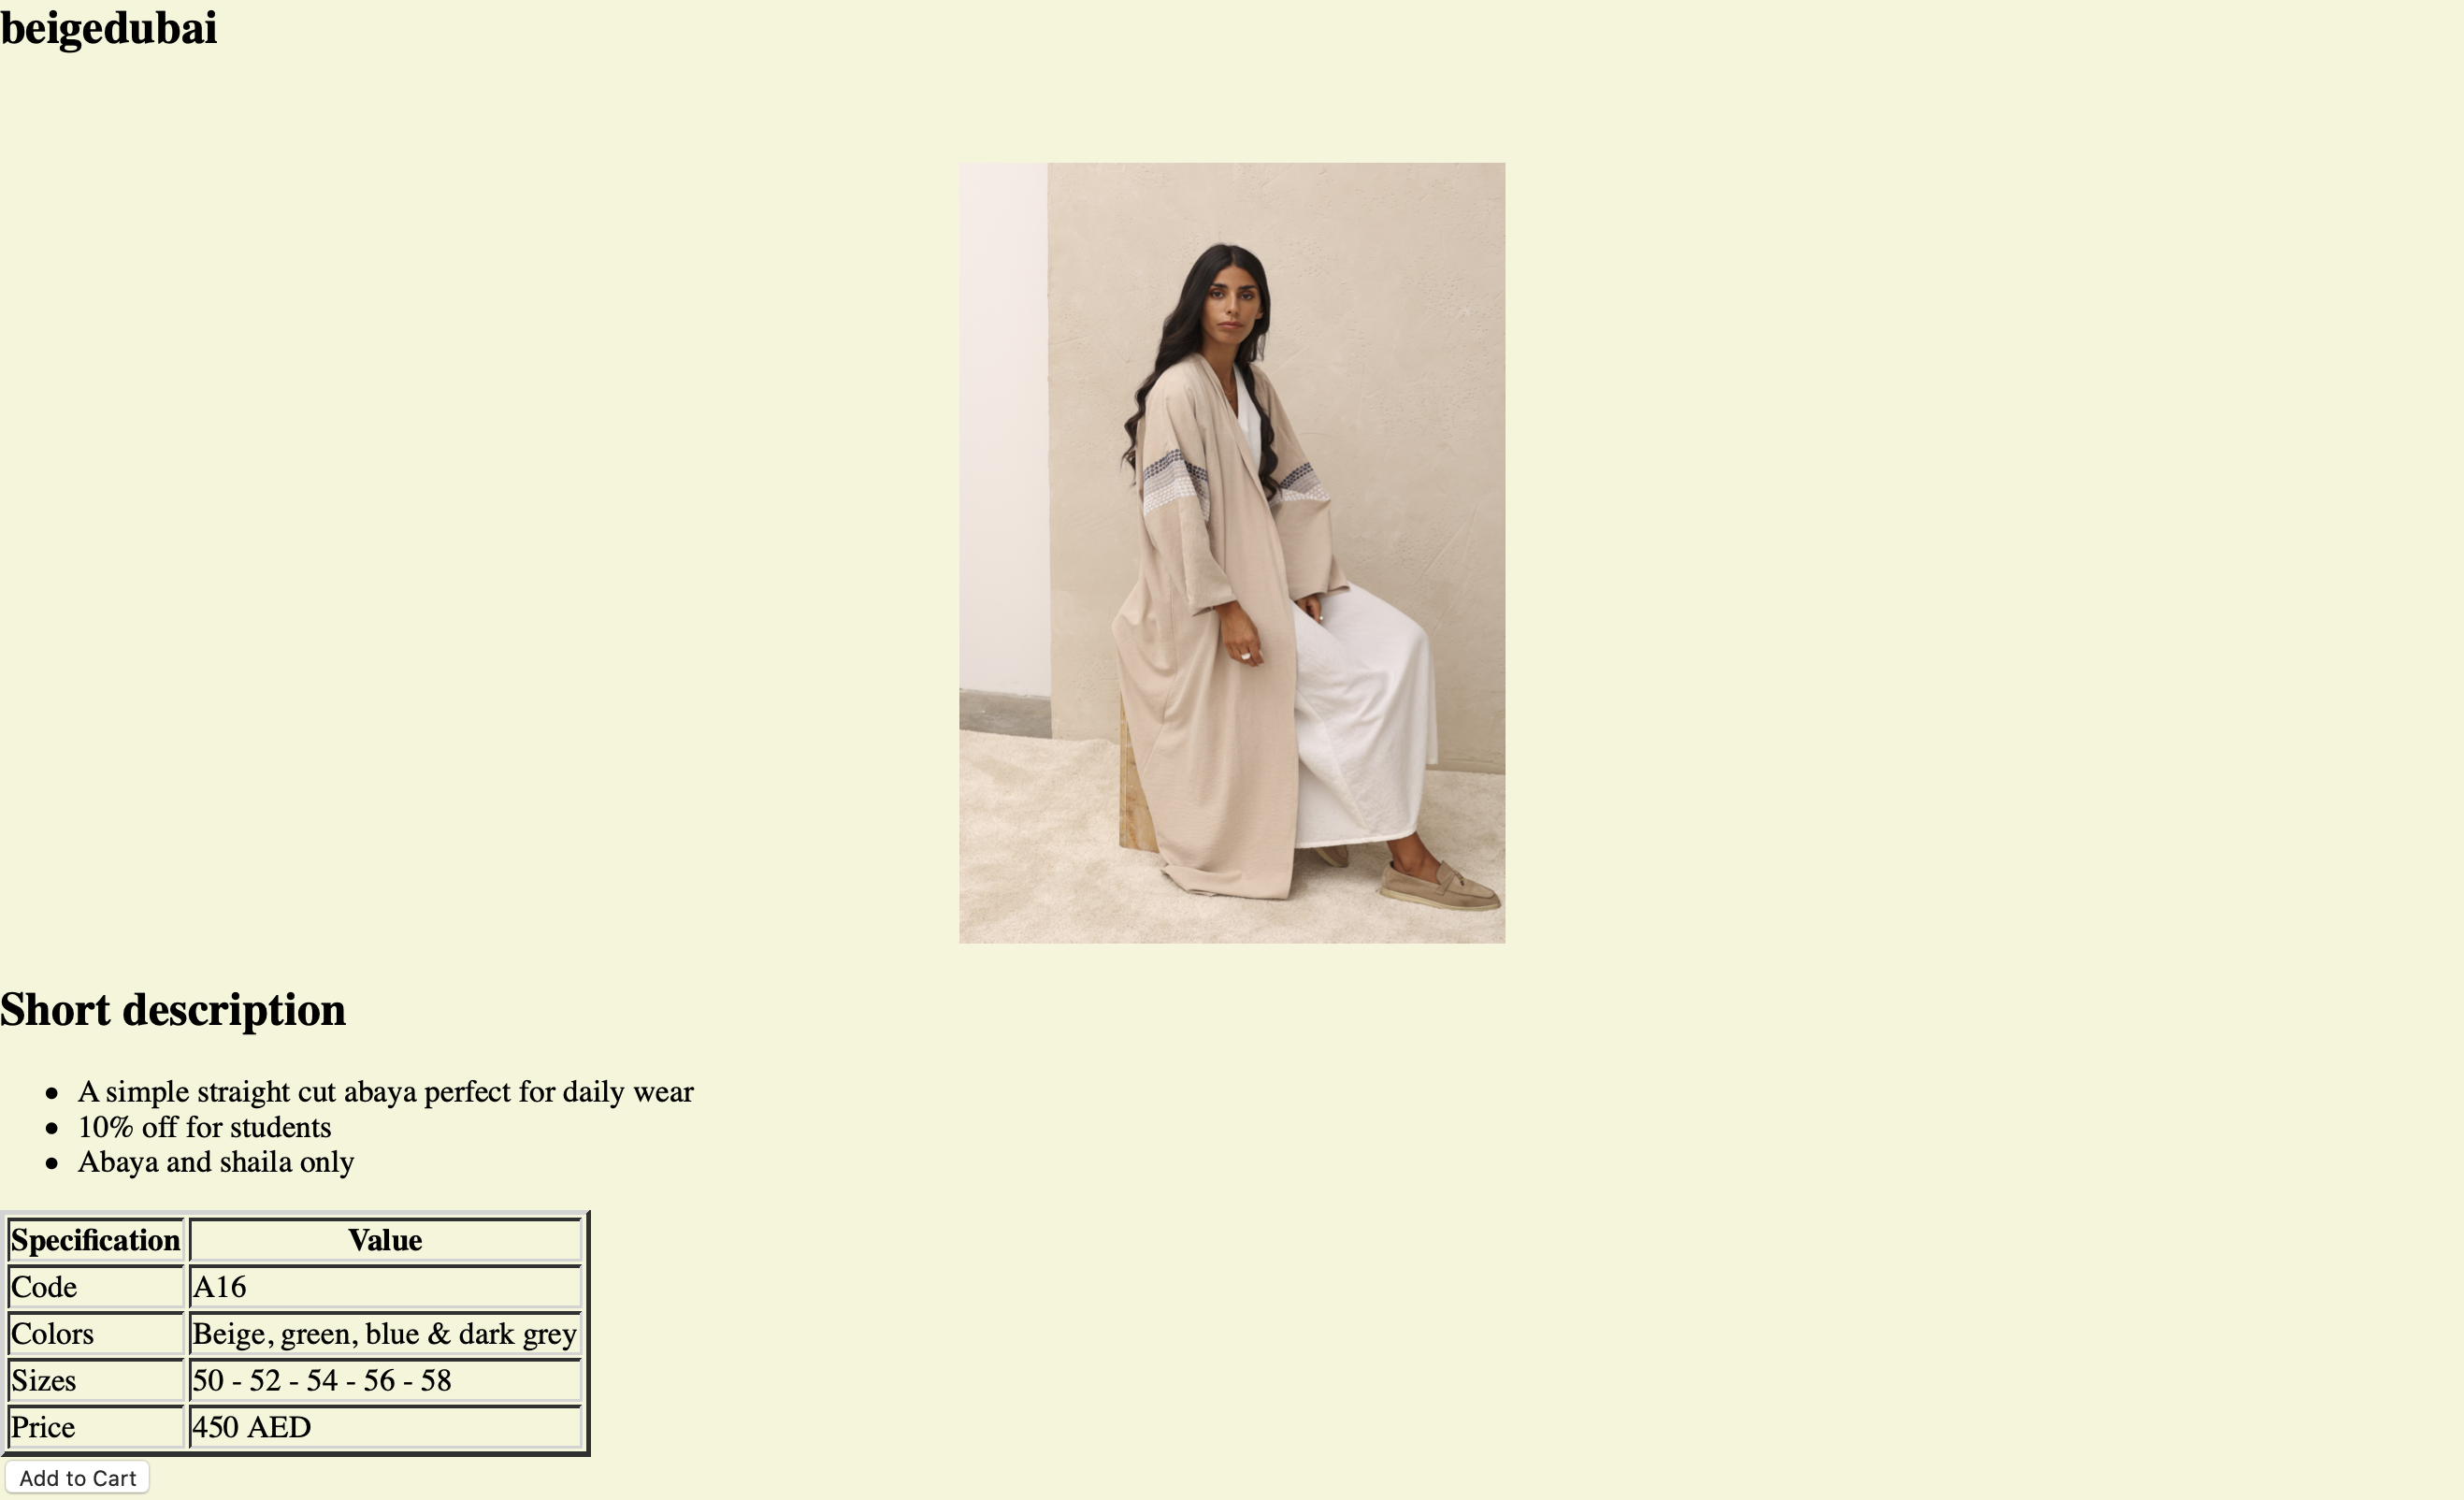 beigedubai
Short description
A simple straight cut abaya perfect for daily wear
10% off for students
Abaya and shaila only
Specification Value
Code A16
Colors Beige, green, blue & dark grey
Sizes 50 - 52 - 54 - 56 - 58
Price 450 AED
Add to Cart